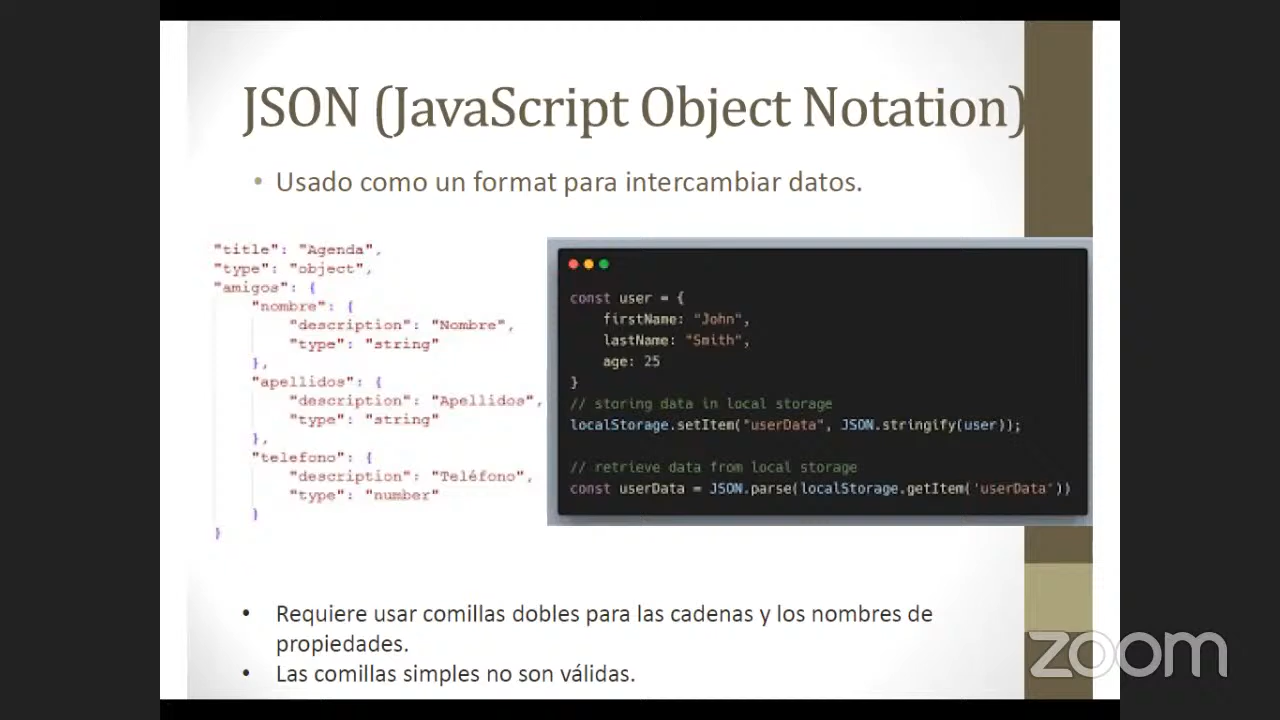 JSON (JavaScript Object Notation)
• Usado como un format para intercambiar datos.
"title": "Agenda",
"type": "object",
"amigos": {
"nombre": {
"description": "Nombre",
"type": "string"
},
"apellidos": {
"description": "Apellidos",
"type": "string"
},
"telefono": {
"description": "Teléfono",
"type": "number"
}
}
const user = {
firstName: "John",
lastName: "Smith",
age: 25
}
// storing data in local storage
localStorage.setItem("userData", JSON.stringify(user));
// retrieve data from local storage
const userData = JSON.parse(localStorage.getItem('userData'))
• Requiere usar comillas dobles para las cadenas y los nombres de
propiedades.
• Las comillas simples no son válidas.
zoom